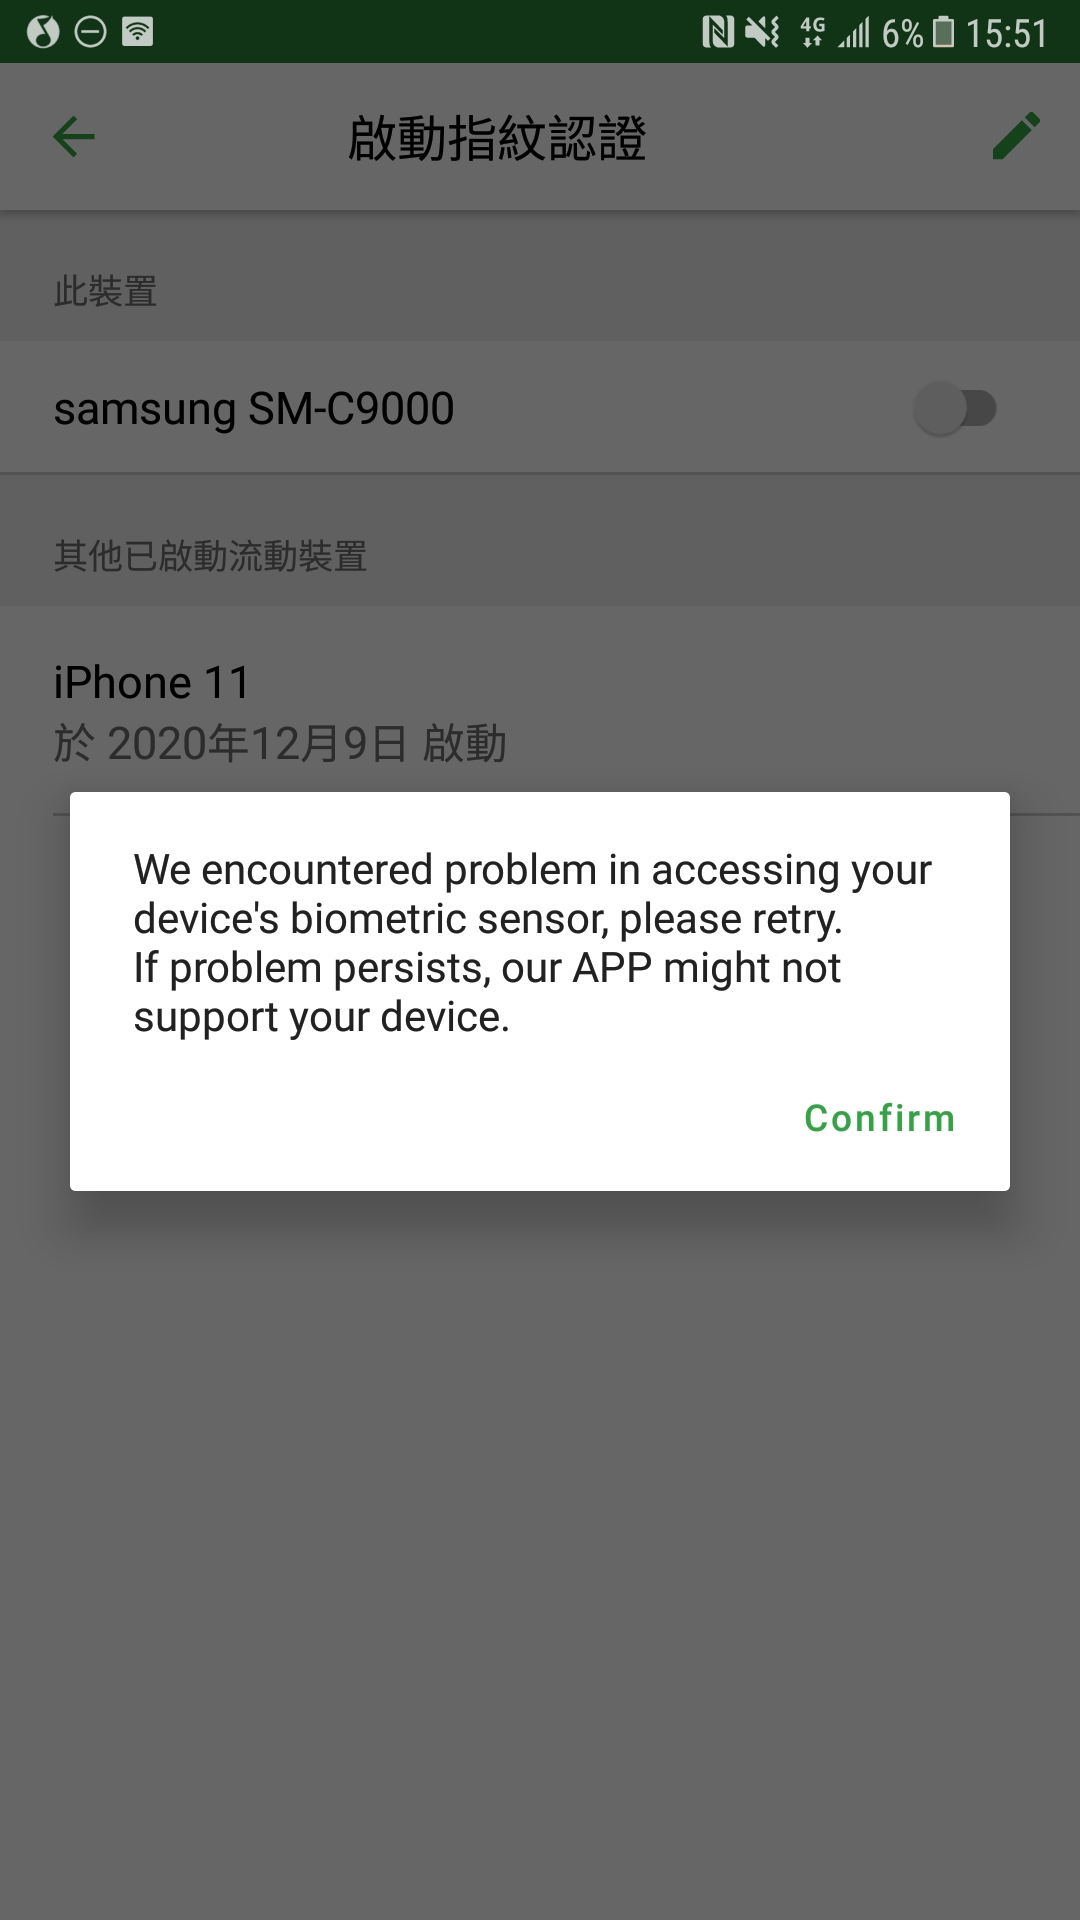 4G 6% 15:51
啟動指紋認證
此裝置
samsung SM-C9000
其他已啟動流動裝置
iPhone 11
於 2020年12月9日 啟動
We encountered problem in accessing your
device's biometric sensor, please retry.
If problem persists, our APP might not
support your device.
Confirm